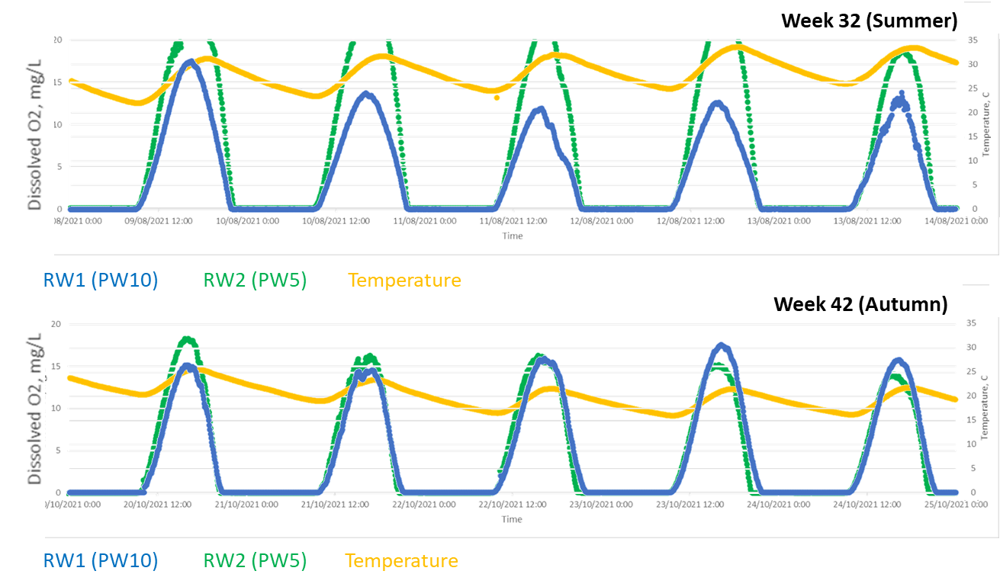 Week 32 (Summer)
Dissolved O2, mg/L
20
15
10
5
0
35
30
25
20
15
10
5
0
Temperature, C
)8/2021 0:00 09/08/2021 12:00 10/08/2021 0:00 10/08/2021 12:00 11/08/2021 0:00 11/08/2021 12:00 12/08/2021 0:00 12/08/2021 12:00 13/08/2021 0:00 13/08/2021 12:00 14/08/2021 0:00
Time
RW1 (PW10) RW2 (PW5) Temperature
Week 42 (Autumn)
Dissolved O2, mg/L
20
15
10
5
0
35
30
25
20
15
10
5
0
Temperature, C
)/10/2021 0:00 20/10/2021 12:00 21/10/2021 0:00 21/10/2021 12:00 22/10/2021 0:00 22/10/2021 12:00 23/10/2021 0:00 23/10/2021 12:00 24/10/2021 0:00 24/10/2021 12:00 25/10/2021 0:00
Time
RW1 (PW10) RW2 (PW5) Temperature